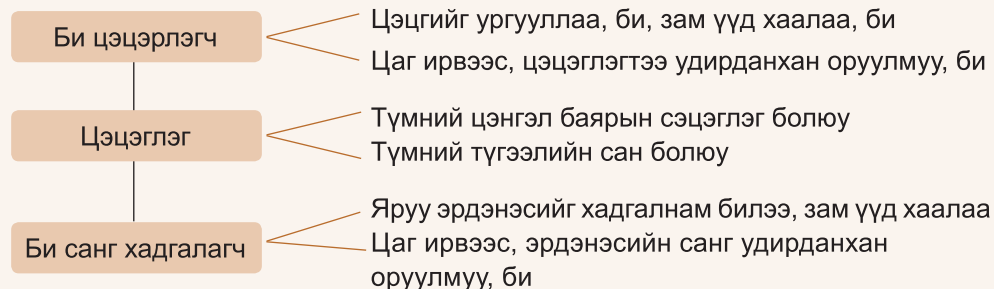 Би цэцэрлэгч
Цэцгийг ургууллаа, би, зам үүд хаалаа, би
Цаг ирвээс, цэцэглэгтээ удирданхан оруулмуу, би
Цэцэглэг
Түмний цэнгэл баярын сэцэглэг болюу
Түмний түгээлийн сан болюу
Би санг хадгалагч
Яруу эрдэнэсийг хадгалнам билээ, зам үүд хаалаа
Цаг ирвээс, эрдэнэсийн санг удирданхан
оруулмуу, би